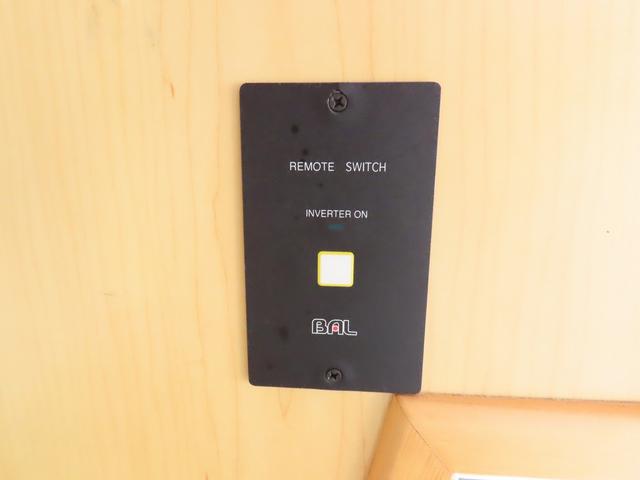 REMOTE SWITCH
INVERTER ON
BAL